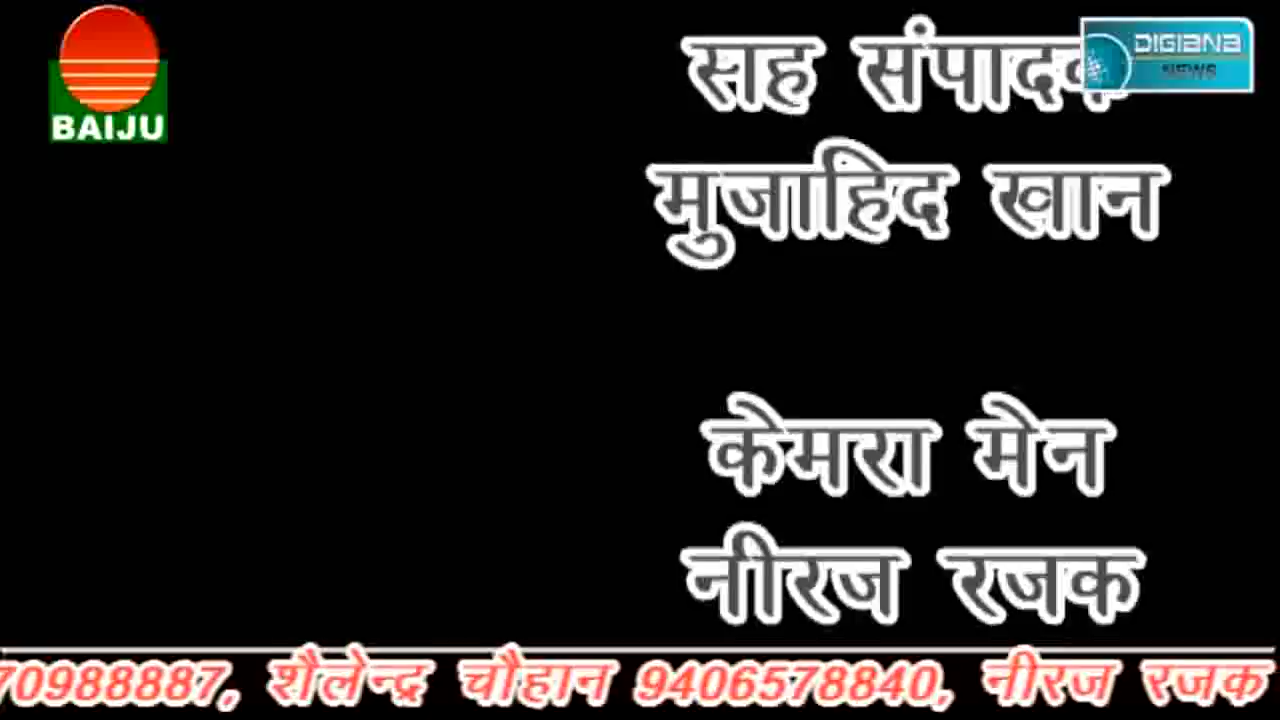 BAIJU
DIGIANA
NEWS
सह संपादक
मुजाहिद खान
केमरा मेन
नीरज रजक
70988887, शैलेन्द्र चौहान 9406578840, नीरज रजक